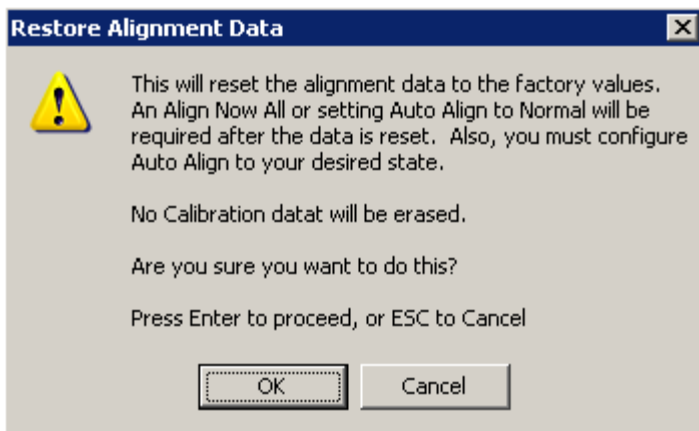 Restore Alignment Data
This will reset the alignment data to the factory values.
An Align Now All or setting Auto Align to Normal will be
required after the data is reset.  Also, you must configure
Auto Align to your desired state.
No Calibration datat will be erased.
Are you sure you want to do this?
Press Enter to proceed, or ESC to Cancel
OK
Cancel